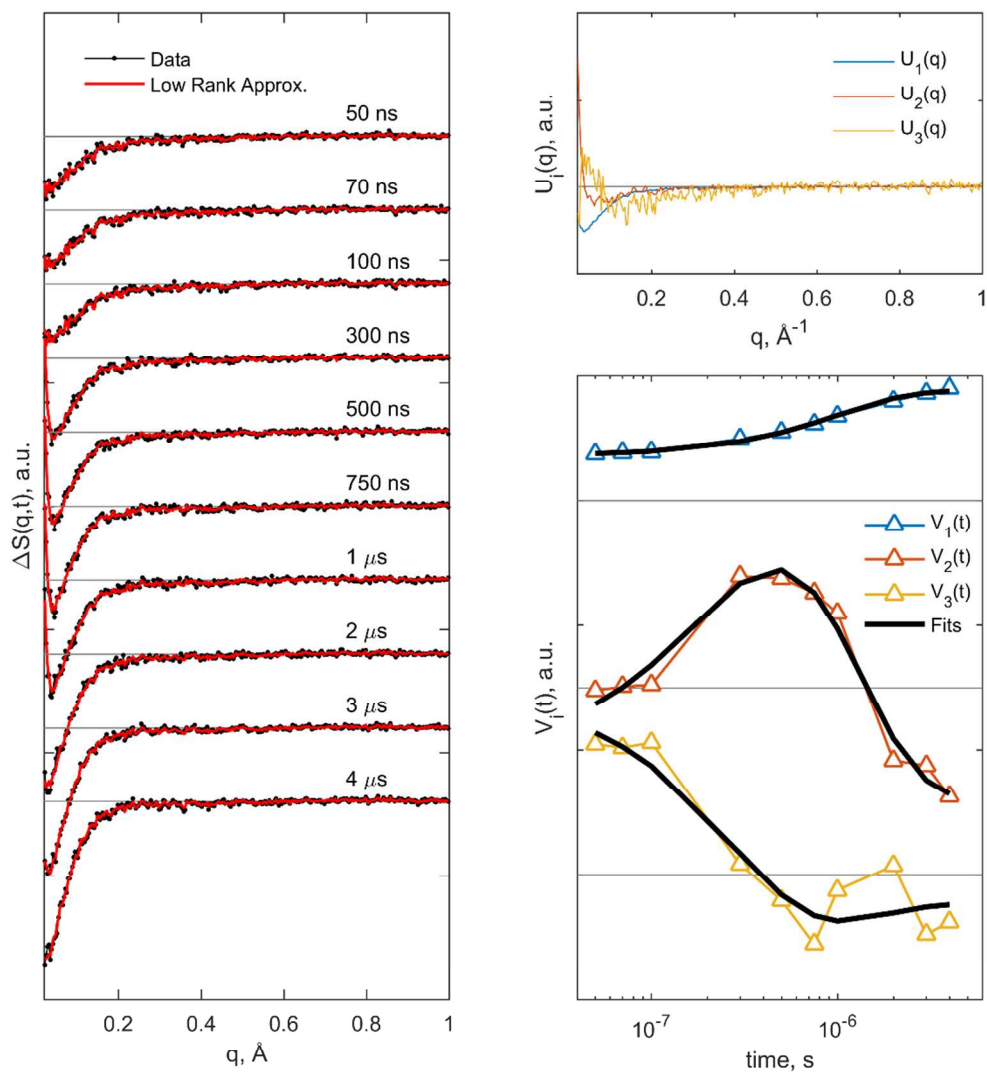 Data
Low Rank Approx.
50 ns
70 ns
100 ns
300 ns
500 ns
750 ns
1 μs
2 μs
3 μs
4 μs
ΔS(q,t), a.u.
0.2 0.4 0.6 0.8 1
q, Å
U₁(q)
U₂(q)
U₃(q)
Uᵢ(q), a.u.
0.2 0.4 0.6 0.8 1
q, Å⁻¹
V₁(t)
V₂(t)
V₃(t)
Fits
Vᵢ(t), a.u.
10⁻⁷ 10⁻⁶
time, s